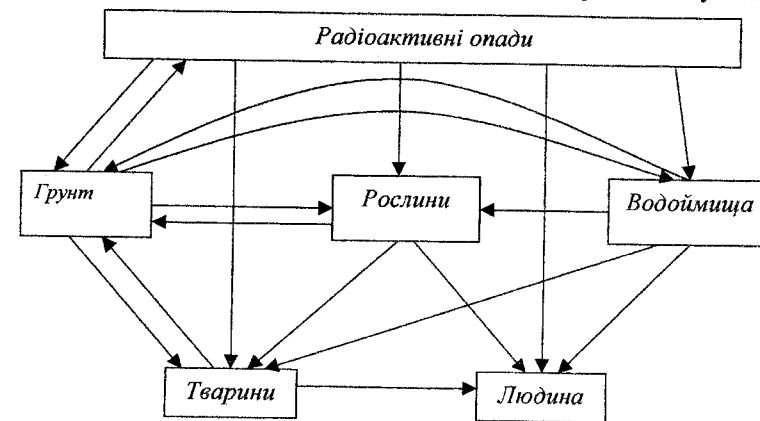 Радіоактивні опади
Грунт
Рослини
Водоймища
Тварини
Людина